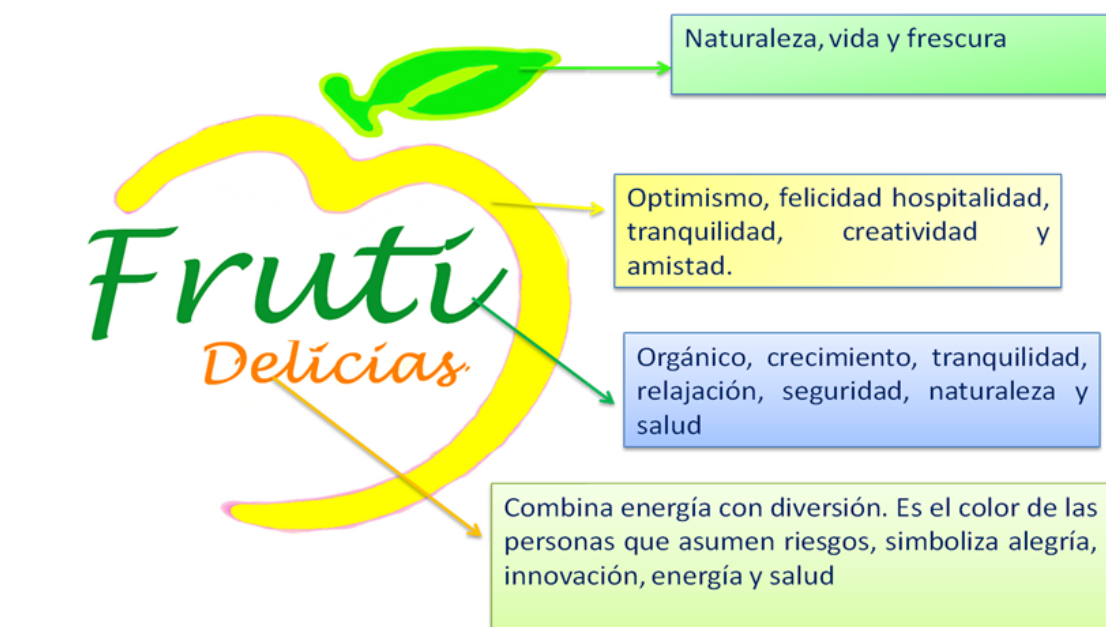 Naturaleza, vida y frescura
Optimismo, felicidad hospitalidad,
tranquilidad, creatividad y
amistad.
Fruti
Delicias.
Orgánico, crecimiento, tranquilidad,
relajación, seguridad, naturaleza y
salud
Combina energía con diversión. Es el color de las
personas que asumen riesgos, simboliza alegría,
innovación, energía y salud